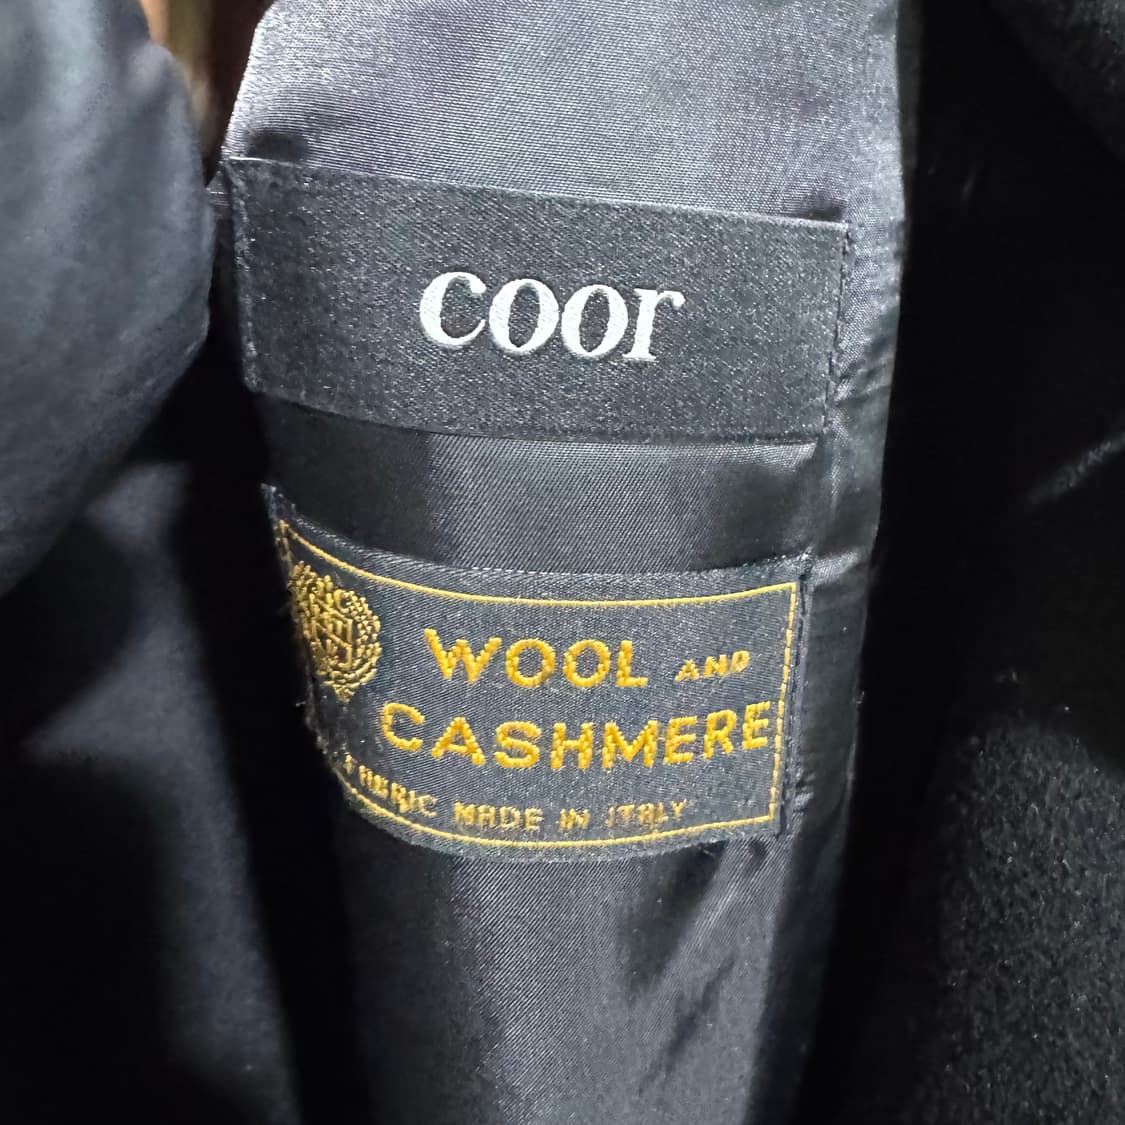 coor
WOOL AND
CASHMERE
FABRIC MADE IN ITALY